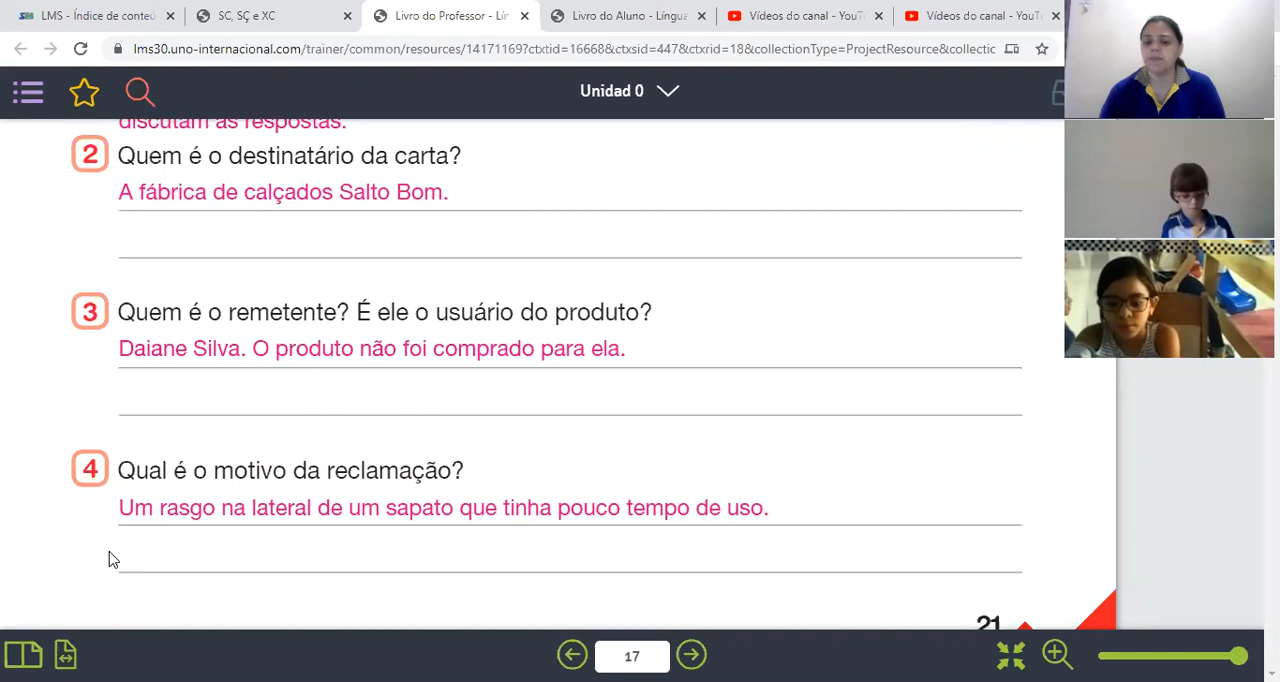 LMS - Índice de conteú
SC, SÇ e XC
Livro do Professor - Lín
Livro do Aluno - Língua
Vídeos do canal - YouTu
Vídeos do canal - YouTu
lms30.uno-internacional.com/trainer/common/resources/14171169?ctxtid=16668&ctxsid=447&ctxrid=18&collectionType=ProjectResource&collectic
Unidad 0
discutam as respostas.
2 Quem é o destinatário da carta?
A fábrica de calçados Salto Bom.
3 Quem é o remetente? É ele o usuário do produto?
Daiane Silva. O produto não foi comprado para ela.
4 Qual é o motivo da reclamação?
Um rasgo na lateral de um sapato que tinha pouco tempo de uso.
21
17